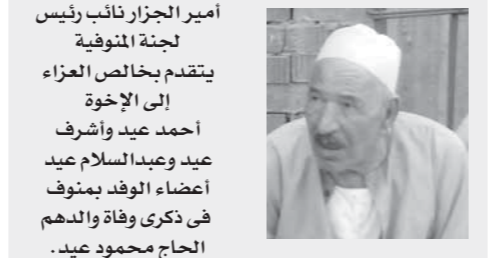 أمير الجزار نائب رئيس
لجنة المنوفية
يتقدم بخالص العزاء
إلى الإخوة
أحمد عيد وأشرف
عيد وعبدالسلام عيد
أعضاء الوفد بمنوف
فى ذكرى وفاة والدهم
الحاج محمود عيد.